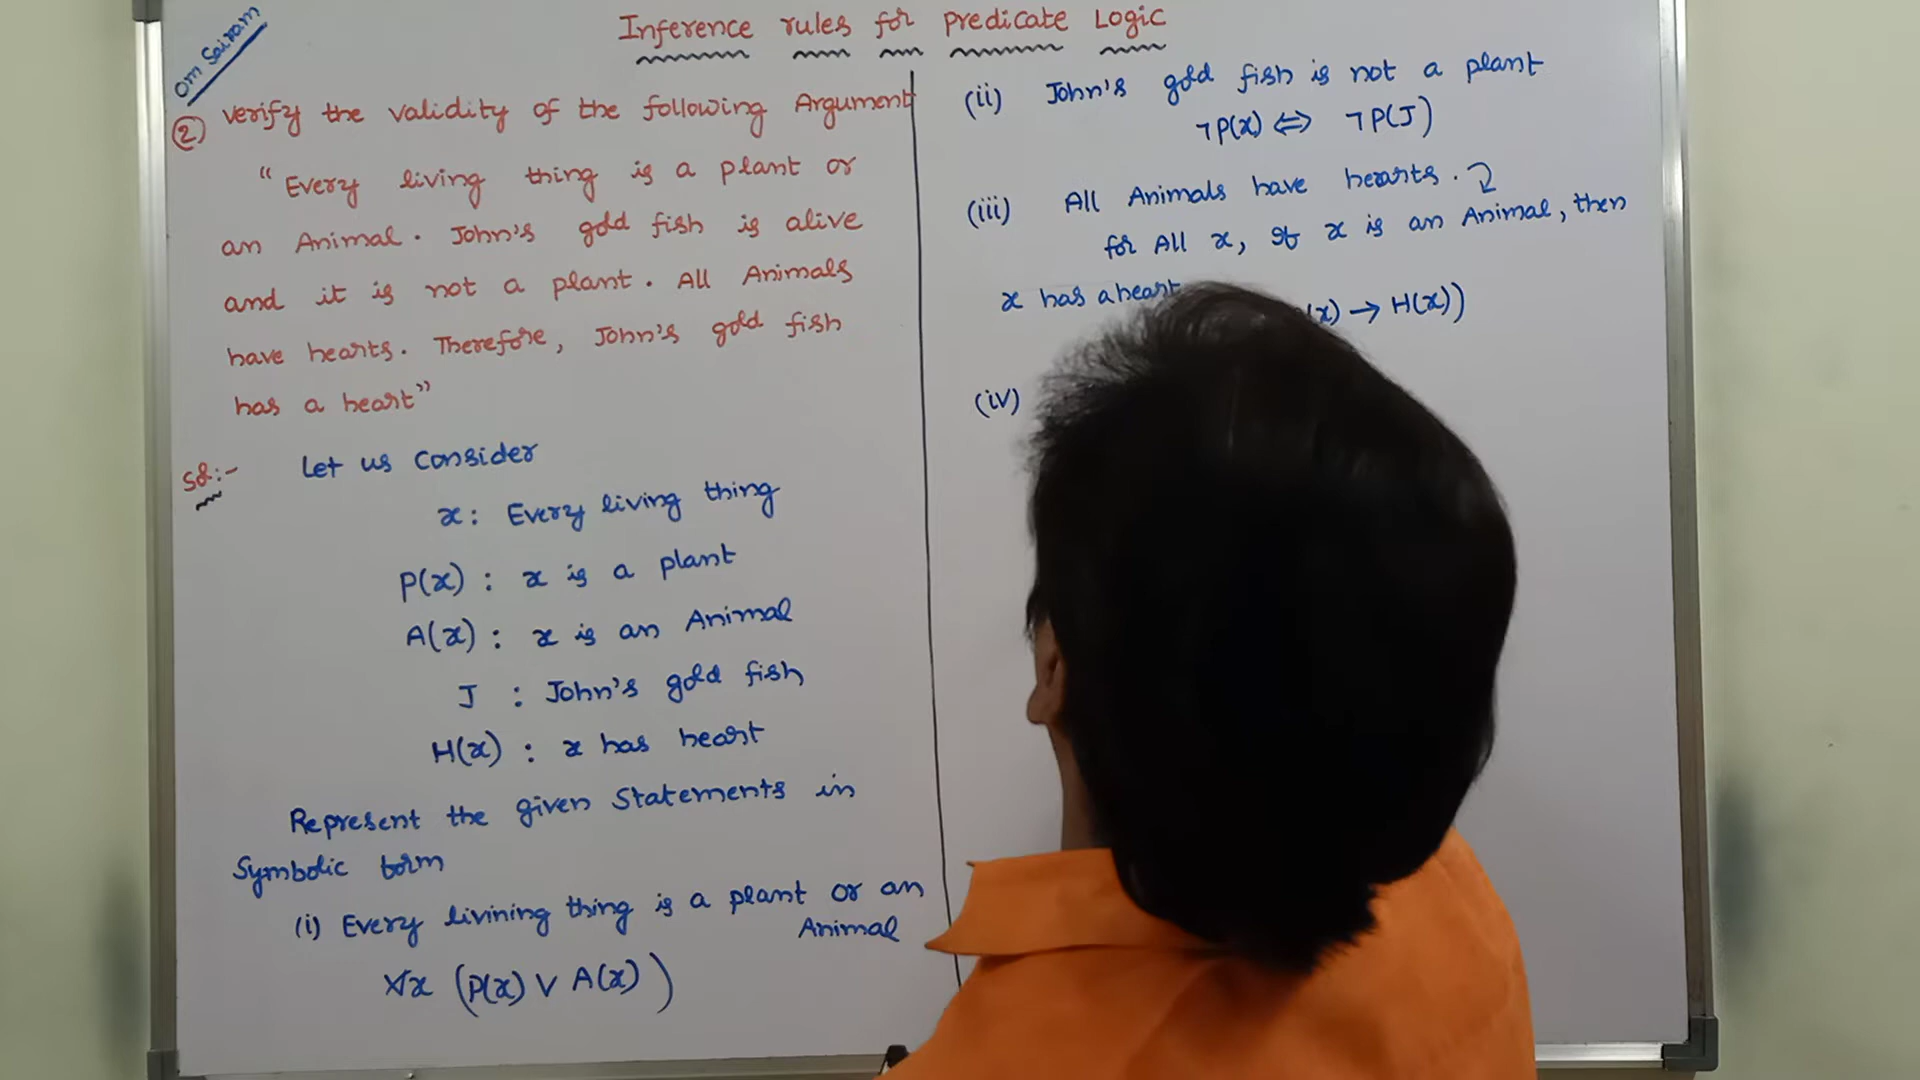 Inference rules for predicate Logic
Om Sairam
② Verify the validity of the following Argument
"Every living thing is a plant or
an Animal. John's gold fish is alive
and it is not a plant. All Animals
have hearts. Therefore, John's gold fish
has a heart"
Sol:- Let us consider
x: Every living thing
P(x) : x is a plant
A(x) : x is an Animal
J : John's gold fish
H(x) : x has heart
Represent the given Statements in
Symbolic form
(i) Every livining thing is a plant or an
Animal
∀x (P(x) ∨ A(x))
(ii) John's gold fish is not a plant
¬P(x) ⇔ ¬P(J)
(iii) All Animals have hearts.
for All x, If x is an Animal, then
x has a heart
(x) → H(x))
(iv)